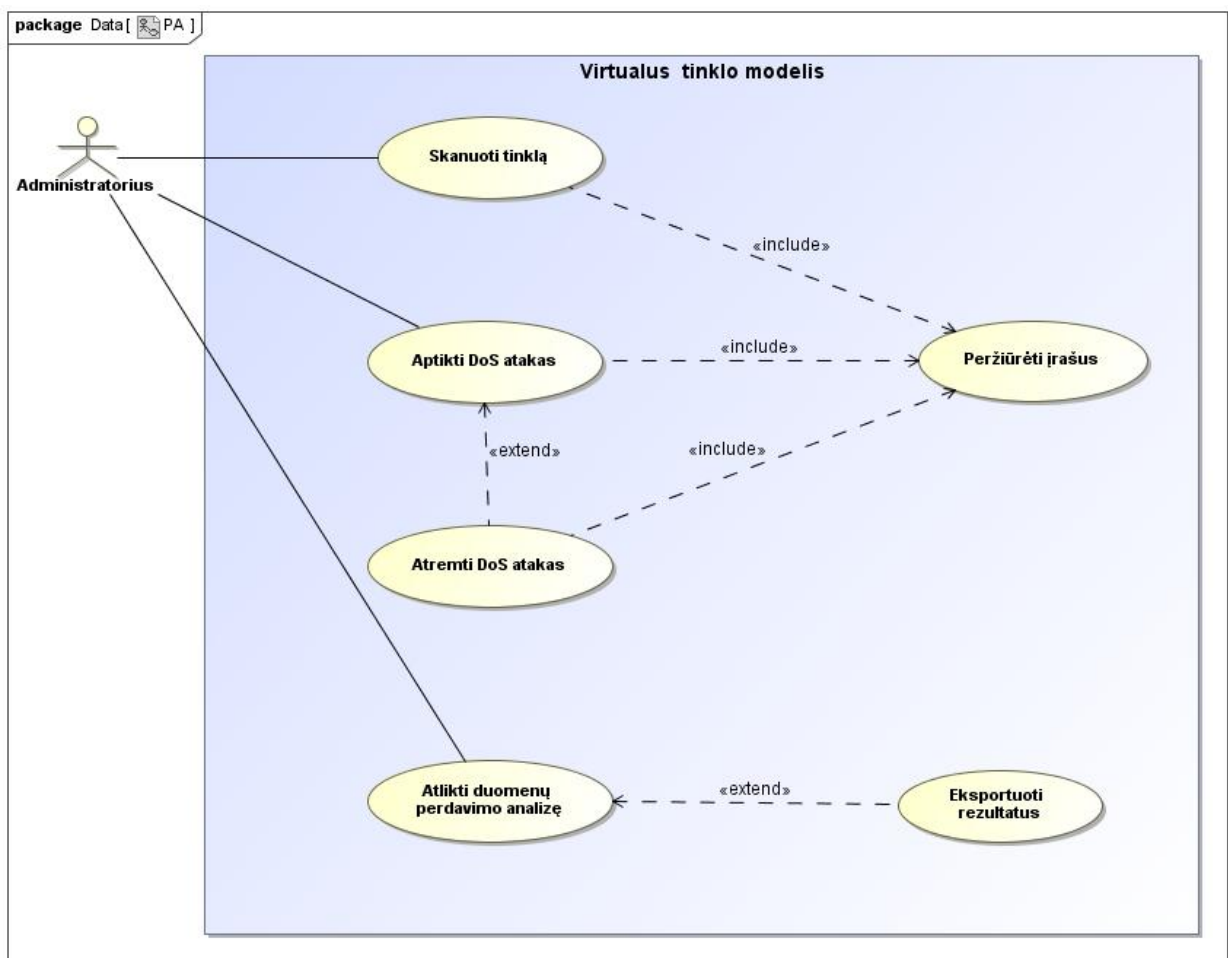 package Data [ PA ]
Virtualus tinklo modelis
Administratorius
Skanuoti tinklą
«include»
Aptikti DoS atakas
«include»
Peržiūrėti įrašus
«extend»
«include»
Atremti DoS atakas
Atlikti duomenų
perdavimo analizę
«extend»
Eksportuoti
rezultatus